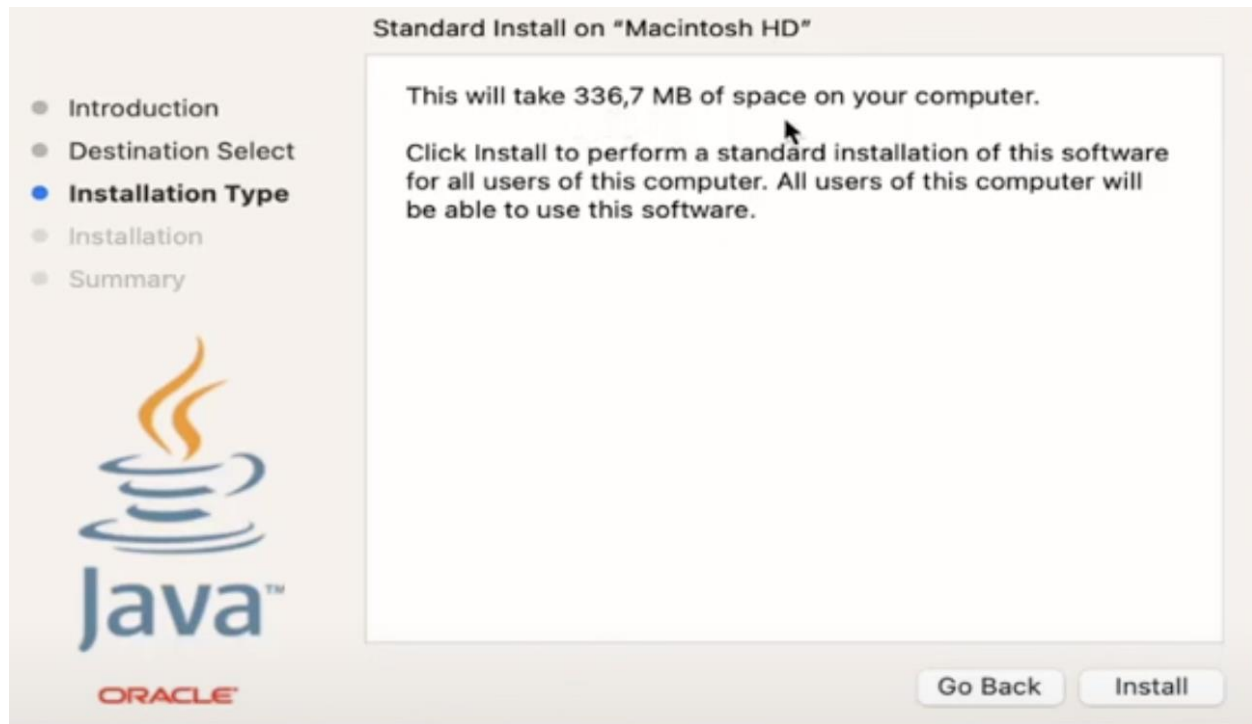 Standard Install on "Macintosh HD"
Introduction
Destination Select
Installation Type
Installation
Summary
This will take 336,7 MB of space on your computer.
Click Install to perform a standard installation of this software
for all users of this computer. All users of this computer will
be able to use this software.
Java™
ORACLE
Go Back
Install